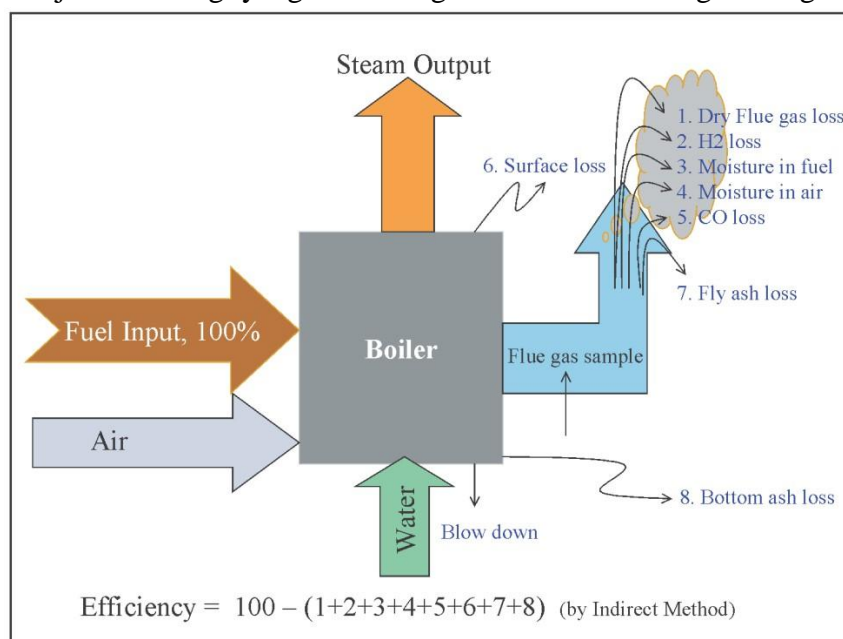 Steam Output
1. Dry Flue gas loss
2. H2 loss
3. Moisture in fuel
4. Moisture in air
5. CO loss
6. Surface loss
7. Fly ash loss
Fuel Input, 100%
Boiler
Flue gas sample
Air
Water
Blow down
8. Bottom ash loss
Efficiency = 100 – (1+2+3+4+5+6+7+8) (by Indirect Method)